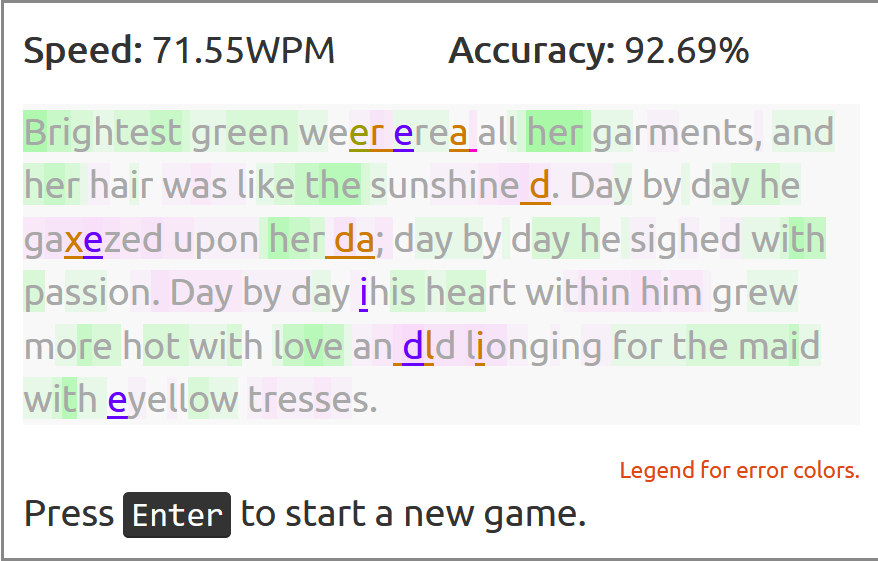 Speed: 71.55WPM Accuracy: 92.69%
Brightest green weer erea all her garments, and
her hair was like the sunshine d. Day by day he
gaxezed upon her da; day by day he sighed with
passion. Day by day ihis heart within him grew
more hot with love an dld lionging for the maid
with eyellow tresses.
Legend for error colors.
Press Enter to start a new game.